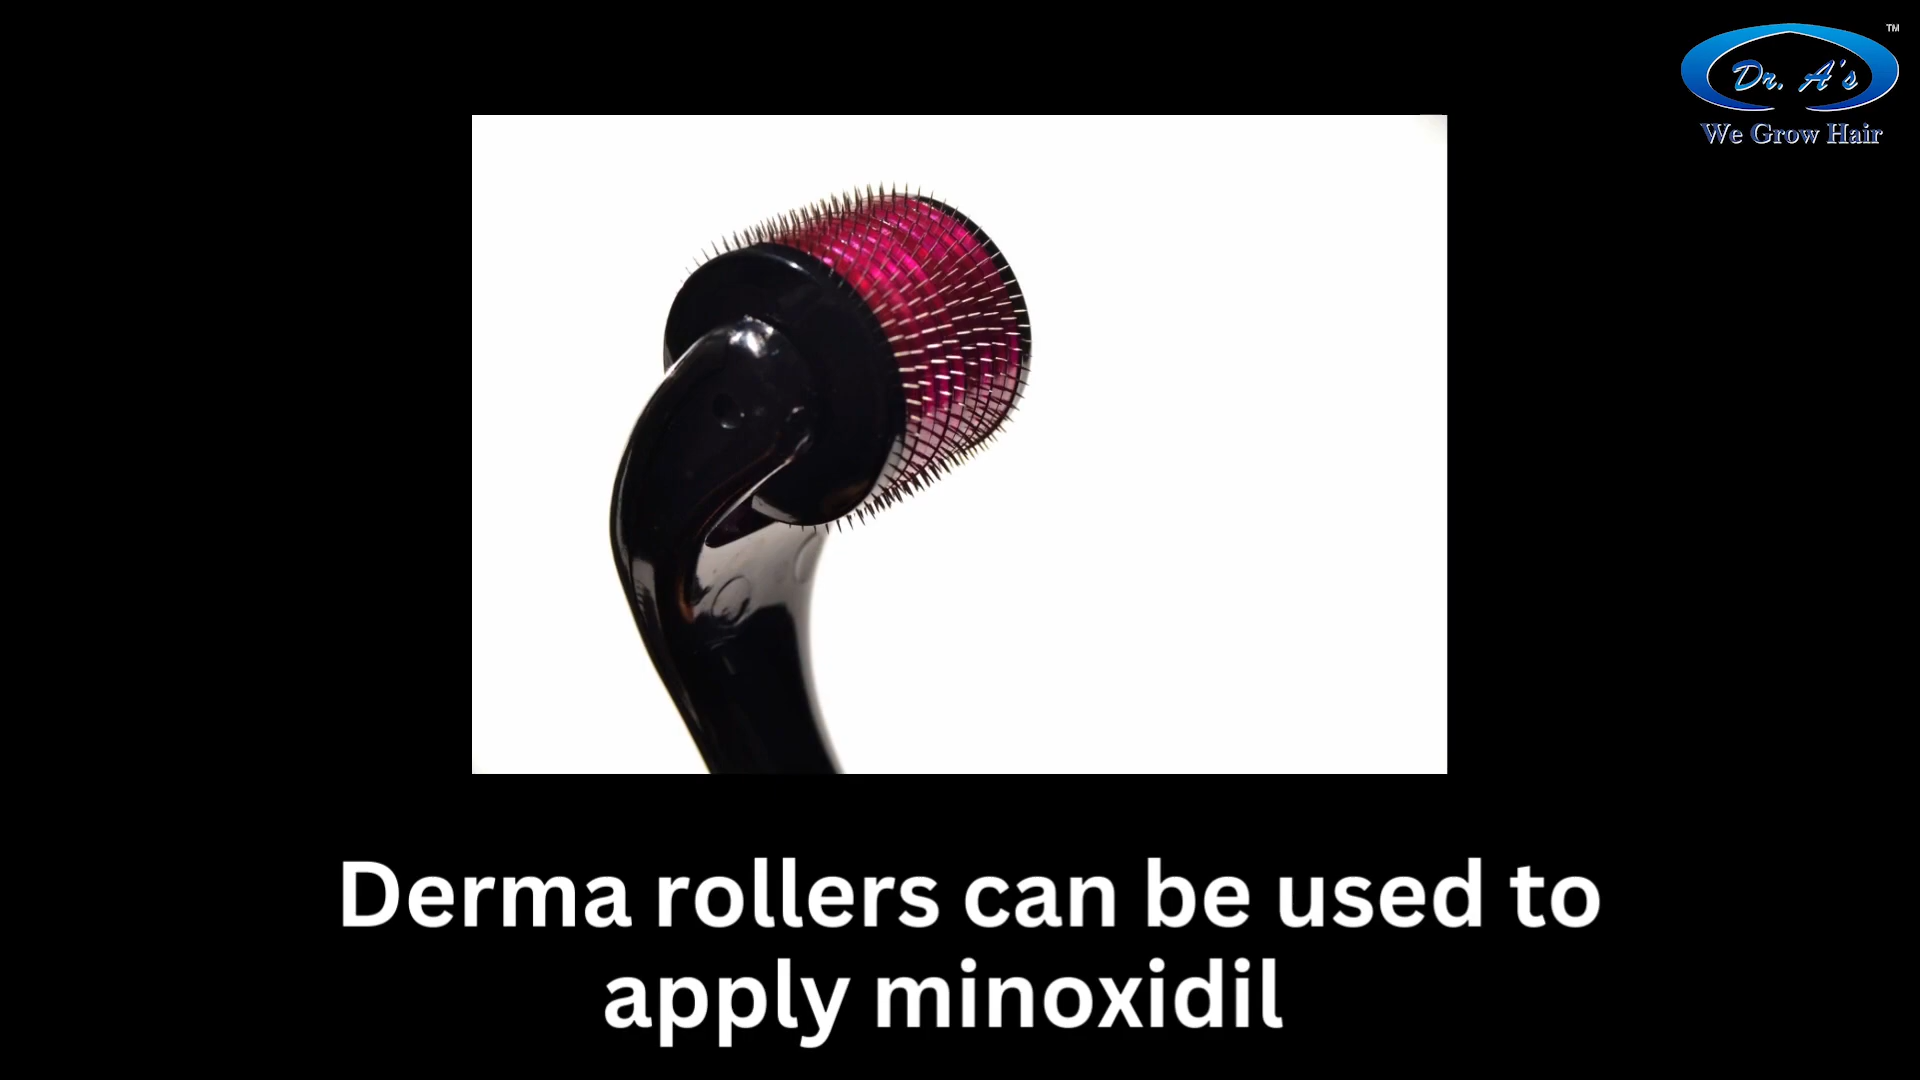 TM
Dr. A's
We Grow Hair
Derma rollers can be used to
apply minoxidil